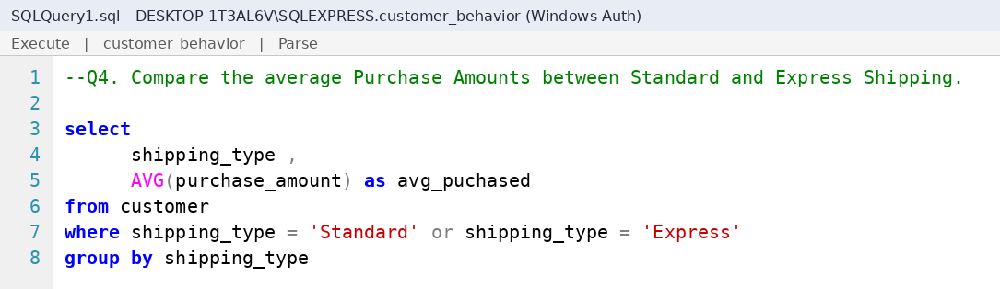 SQLQuery1.sql - DESKTOP-1T3AL6V\SQLEXPRESS.customer_behavior (Windows Auth)
Execute | customer_behavior | Parse
1 --Q4. Compare the average Purchase Amounts between Standard and Express Shipping.
2
3 select
4 shipping_type ,
5 AVG(purchase_amount) as avg_puchased
6 from customer
7 where shipping_type = 'Standard' or shipping_type = 'Express'
8 group by shipping_type